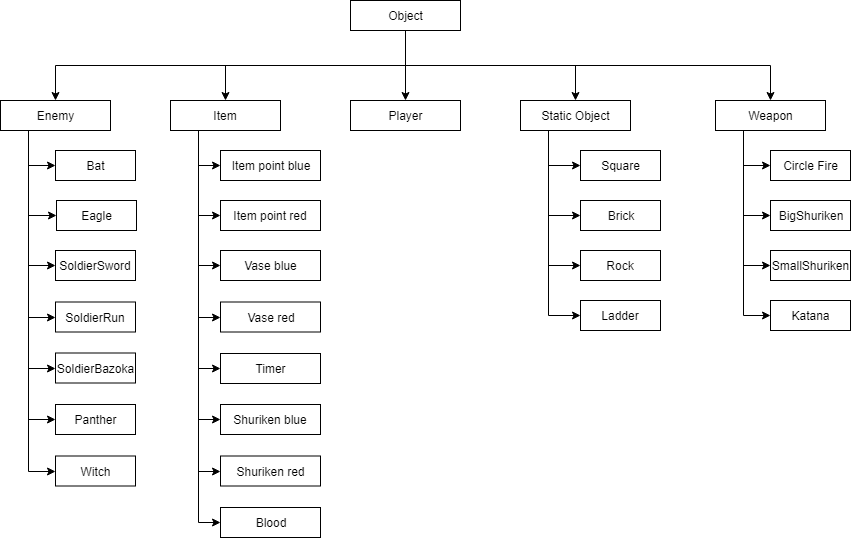 Object
Enemy
Item
Player
Static Object
Weapon
Bat
Eagle
SoldierSword
SoldierRun
SoldierBazoka
Panther
Witch
Item point blue
Item point red
Vase blue
Vase red
Timer
Shuriken blue
Shuriken red
Blood
Square
Brick
Rock
Ladder
Circle Fire
BigShuriken
SmallShuriken
Katana